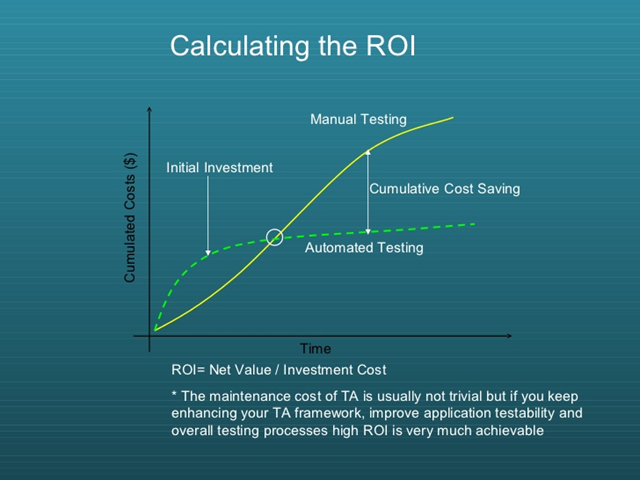 Calculating the ROI
Manual Testing
Initial Investment
Cumulative Cost Saving
Cumulated Costs ($)
Automated Testing
Time
ROI= Net Value / Investment Cost
* The maintenance cost of TA is usually not trivial but if you keep
enhancing your TA framework, improve application testability and
overall testing processes high ROI is very much achievable